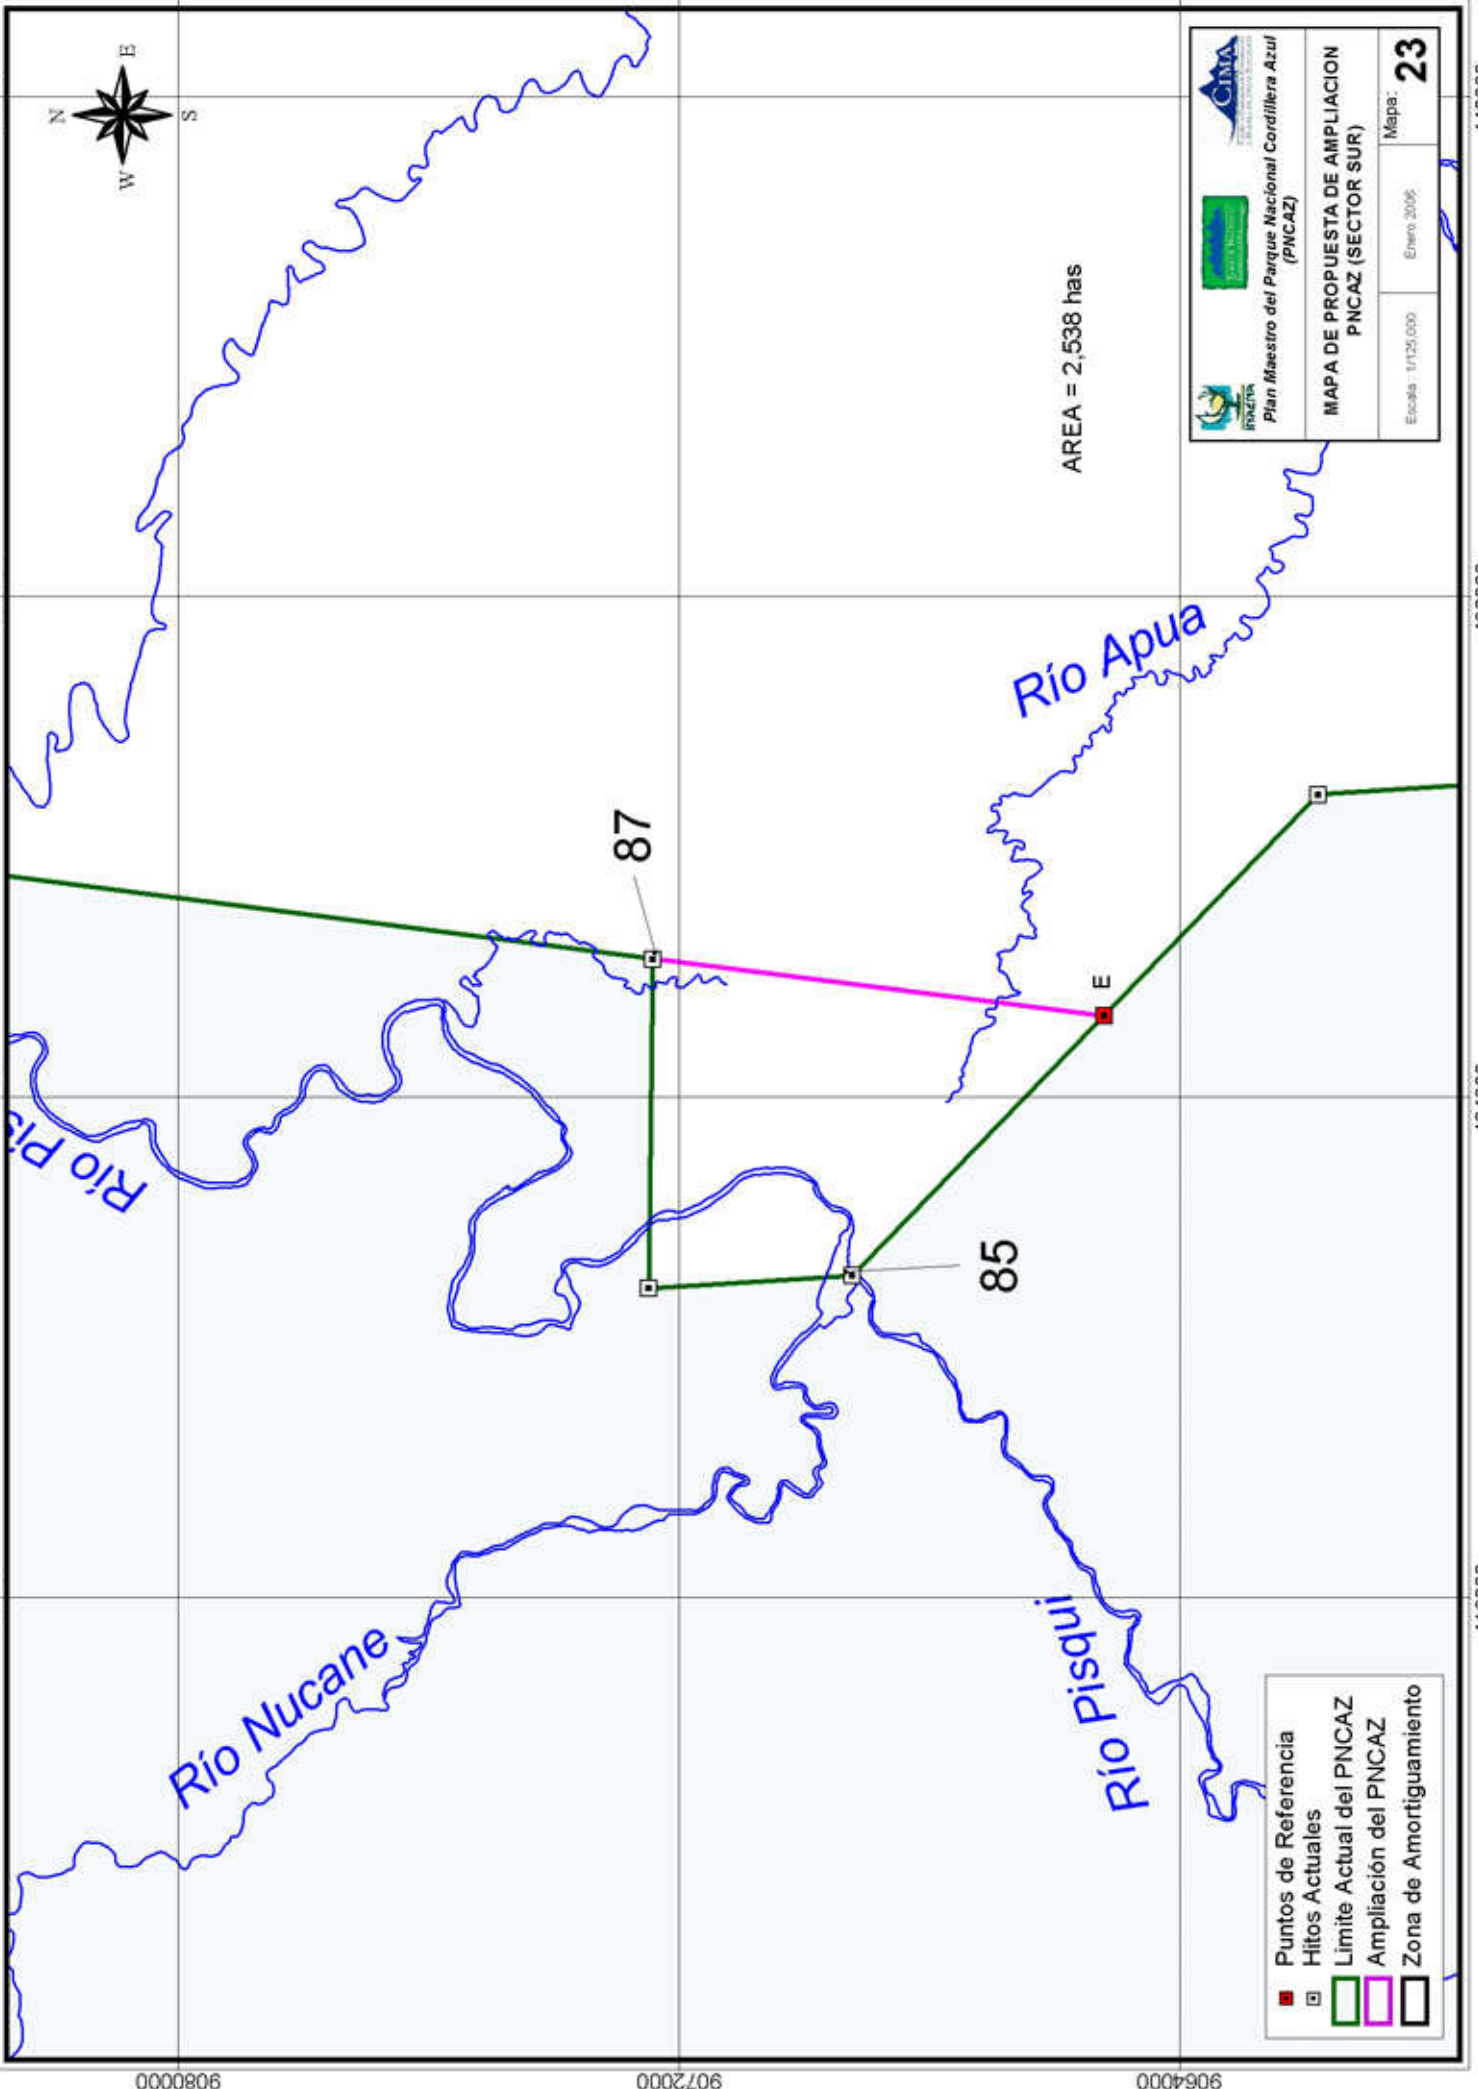 N
W
E
S
Río Pis
87
Río Apua
E
85
AREA = 2,538 has
Río Nucane
Río Pisqui
9080000
9072000
9064000
Puntos de Referencia
Hitos Actuales
Limite Actual del PNCAZ
Ampliación del PNCAZ
Zona de Amortiguamiento
inrena
CIMA
Plan Maestro del Parque Nacional Cordillera Azul
(PNCAZ)
MAPA DE PROPUESTA DE AMPLIACION
PNCAZ (SECTOR SUR)
Escala : 1/125,000
Enero 2006
Mapa:
23